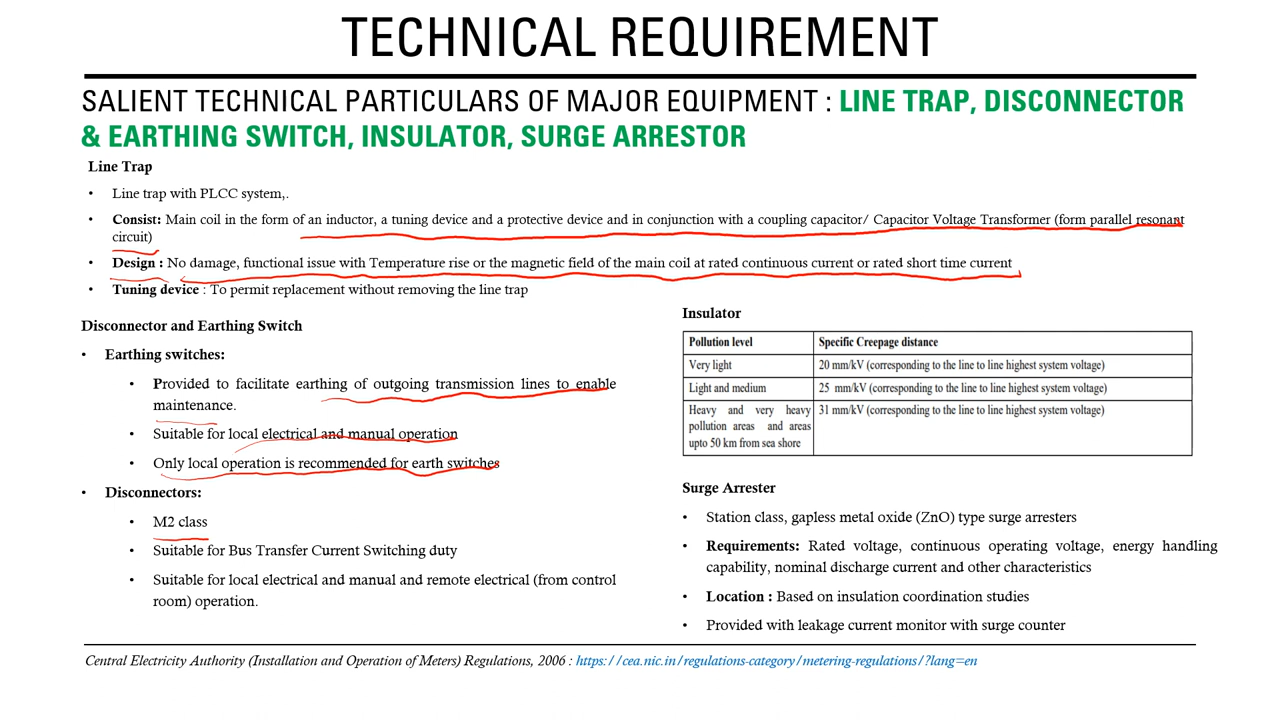 TECHNICAL REQUIREMENT
SALIENT TECHNICAL PARTICULARS OF MAJOR EQUIPMENT : LINE TRAP, DISCONNECTOR
& EARTHING SWITCH, INSULATOR, SURGE ARRESTOR
Line Trap
• Line trap with PLCC system,.
• Consist: Main coil in the form of an inductor, a tuning device and a protective device and in conjunction with a coupling capacitor/ Capacitor Voltage Transformer (form parallel resonant
circuit)
• Design : No damage, functional issue with Temperature rise or the magnetic field of the main coil at rated continuous current or rated short time current
• Tuning device : To permit replacement without removing the line trap
Disconnector and Earthing Switch
• Earthing switches:
• Provided to facilitate earthing of outgoing transmission lines to enable
maintenance.
• Suitable for local electrical and manual operation
• Only local operation is recommended for earth switches
• Disconnectors:
• M2 class
• Suitable for Bus Transfer Current Switching duty
• Suitable for local electrical and manual and remote electrical (from control
room) operation.
Insulator
Pollution level Specific Creepage distance
Very light 20 mm/kV (corresponding to the line to line highest system voltage)
Light and medium 25 mm/kV (corresponding to the line to line highest system voltage)
Heavy and very heavy 31 mm/kV (corresponding to the line to line highest system voltage)
pollution areas and areas
upto 50 km from sea shore
Surge Arrester
• Station class, gapless metal oxide (ZnO) type surge arresters
• Requirements: Rated voltage, continuous operating voltage, energy handling
capability, nominal discharge current and other characteristics
• Location : Based on insulation coordination studies
• Provided with leakage current monitor with surge counter
Central Electricity Authority (Installation and Operation of Meters) Regulations, 2006 : https://cea.nic.in/regulations-category/metering-regulations/?lang=en